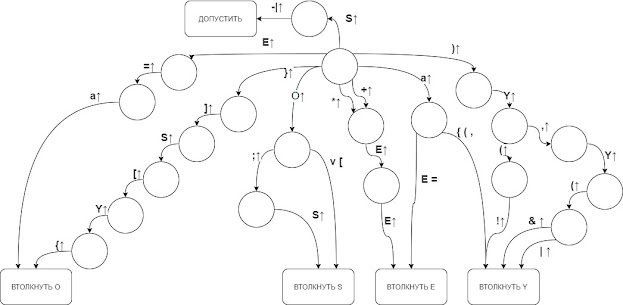 ДОПУСТИТЬ
-|↑
S↑
E↑
)↑
=↑
}↑
O↑
*↑
+↑
a↑
a↑
Y↑
]↑
{ ( ,
,↑
S↑
;↑
v [
E↑
(↑
Y↑
[↑
E =
(↑
Y↑
S↑
E↑
!↑
& ↑
{↑
| ↑
ВТОЛКНУТЬ O
ВТОЛКНУТЬ S
ВТОЛКНУТЬ E
ВТОЛКНУТЬ Y